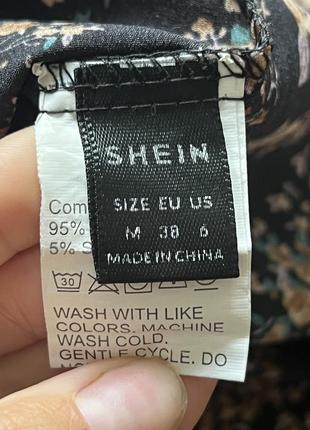 SHEIN
SIZE EU US
M 38 6
MADE IN CHINA
95%
5%
30
WASH WITH LIKE
COLORS. MACHINE
WASH COLD.
GENTLE CYCLE. DO